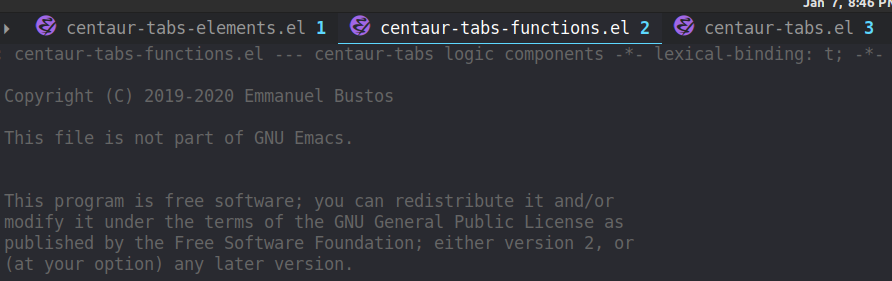 Jan 7, 8:46 PM
centaur-tabs-elements.el 1 centaur-tabs-functions.el 2 centaur-tabs.el 3
centaur-tabs-functions.el --- centaur-tabs logic components -*- lexical-binding: t; -*-
Copyright (C) 2019-2020 Emmanuel Bustos
This file is not part of GNU Emacs.
This program is free software; you can redistribute it and/or
modify it under the terms of the GNU General Public License as
published by the Free Software Foundation; either version 2, or
(at your option) any later version.